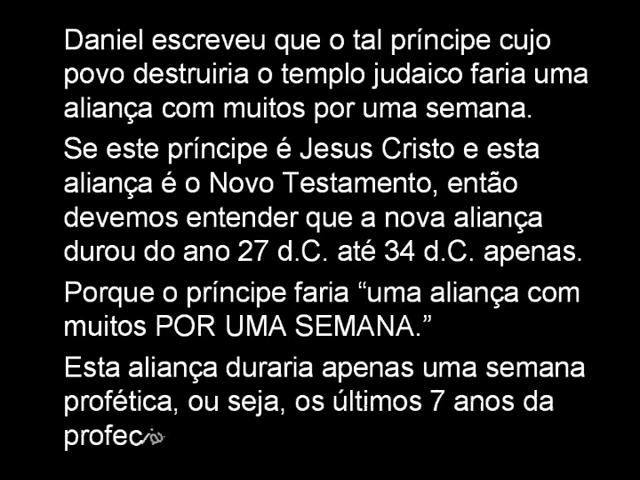 Daniel escreveu que o tal príncipe cujo
povo destruiria o templo judaico faria uma
aliança com muitos por uma semana.
Se este príncipe é Jesus Cristo e esta
aliança é o Novo Testamento, então
devemos entender que a nova aliança
durou do ano 27 d.C. até 34 d.C. apenas.
Porque o príncipe faria “uma aliança com
muitos POR UMA SEMANA.”
Esta aliança duraria apenas uma semana
profética, ou seja, os últimos 7 anos da